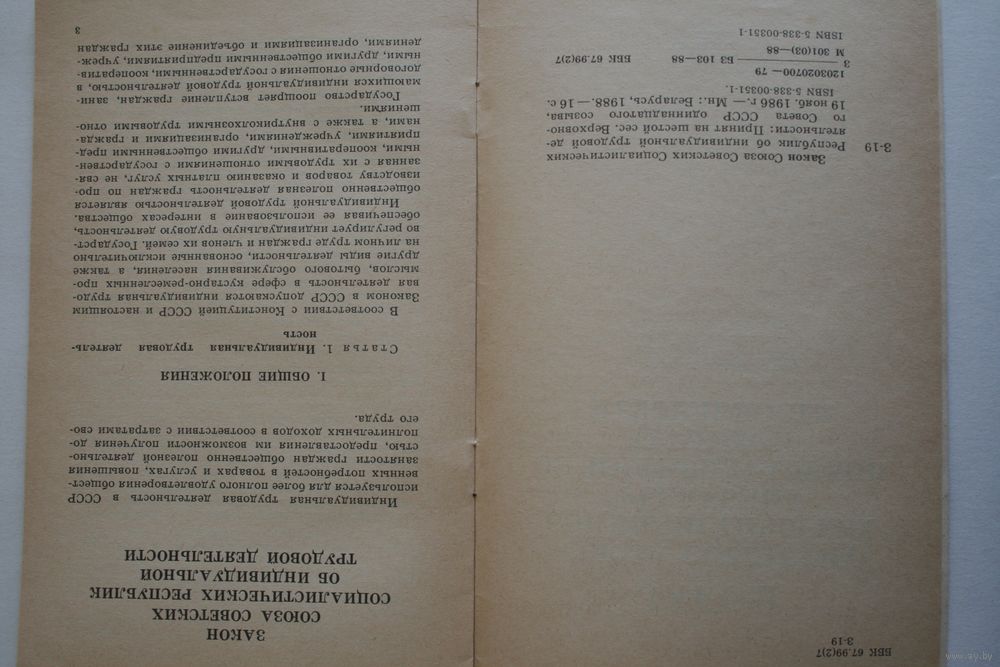 ББК 67.99(2)7
З-19
Закон Союза Советских Социалистических
З-19 Республик об индивидуальной трудовой де-
ятельности: Принят на шестой сес. Верховно-
го Совета СССР одиннадцатого созыва,
19 нояб. 1986 г.— Мн.: Беларусь, 1988.—16 с.
ISBN 5-338-00351-1.
1203020700—79
З ———— БЗ 103—88 ББК 67.99(2)7
М 301(03)—88
ISBN 5-338-00351-1
ЗАКОН
СОЮЗА СОВЕТСКИХ
СОЦИАЛИСТИЧЕСКИХ РЕСПУБЛИК
ОБ ИНДИВИДУАЛЬНОЙ
ТРУДОВОЙ ДЕЯТЕЛЬНОСТИ
Индивидуальная трудовая деятельность в СССР
используется для более полного удовлетворения общест-
венных потребностей в товарах и услугах, повышения
занятости граждан общественно полезной деятельно-
стью, предоставления им возможности получения до-
полнительных доходов в соответствии с затратами сво-
его труда.
I. ОБЩИЕ ПОЛОЖЕНИЯ
Статья 1. Индивидуальная трудовая деятель-
ность
В соответствии с Конституцией СССР и настоящим
Законом в СССР допускаются индивидуальная трудо-
вая деятельность в сфере кустарно-ремесленных про-
мыслов, бытового обслуживания населения, а также
другие виды деятельности, основанные исключительно
на личном труде граждан и членов их семей. Государст-
во регулирует индивидуальную трудовую деятельность,
обеспечивая ее использование в интересах общества.
Индивидуальной трудовой деятельностью является
общественно полезная деятельность граждан по про-
изводству товаров и оказанию платных услуг, не свя-
занная с их трудовыми отношениями с государствен-
ными, кооперативными, другими общественными пред-
приятиями, учреждениями, организациями и гражда-
нами, а также с внутриколхозными трудовыми отно-
шениями.
Государство поощряет вступление граждан, зани-
мающихся индивидуальной трудовой деятельностью, в
договорные отношения с государственными, кооператив-
ными, другими общественными предприятиями, учреж-
дениями, организациями и объединение этих граждан
3
www.ay.by